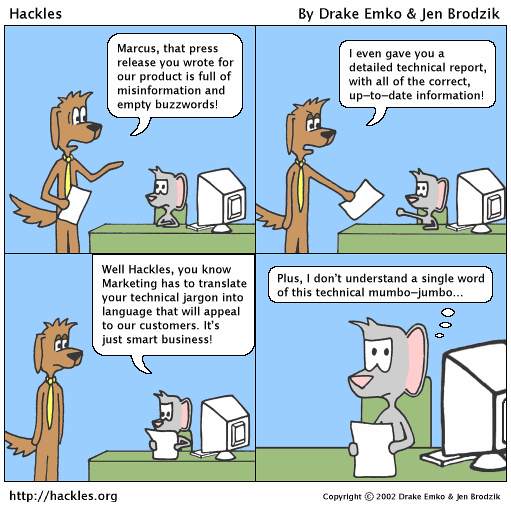 Hackles
By Drake Emko & Jen Brodzik
Marcus, that press
release you wrote for
our product is full of
misinformation and
empty buzzwords!
I even gave you a
detailed technical report,
with all of the correct,
up-to-date information!
Well Hackles, you know
Marketing has to translate
your technical jargon into
language that will appeal
to our customers. It's
just smart business!
Plus, I don't understand a single word
of this technical mumbo-jumbo...
http://hackles.org
Copyright © 2002 Drake Emko & Jen Brodzik